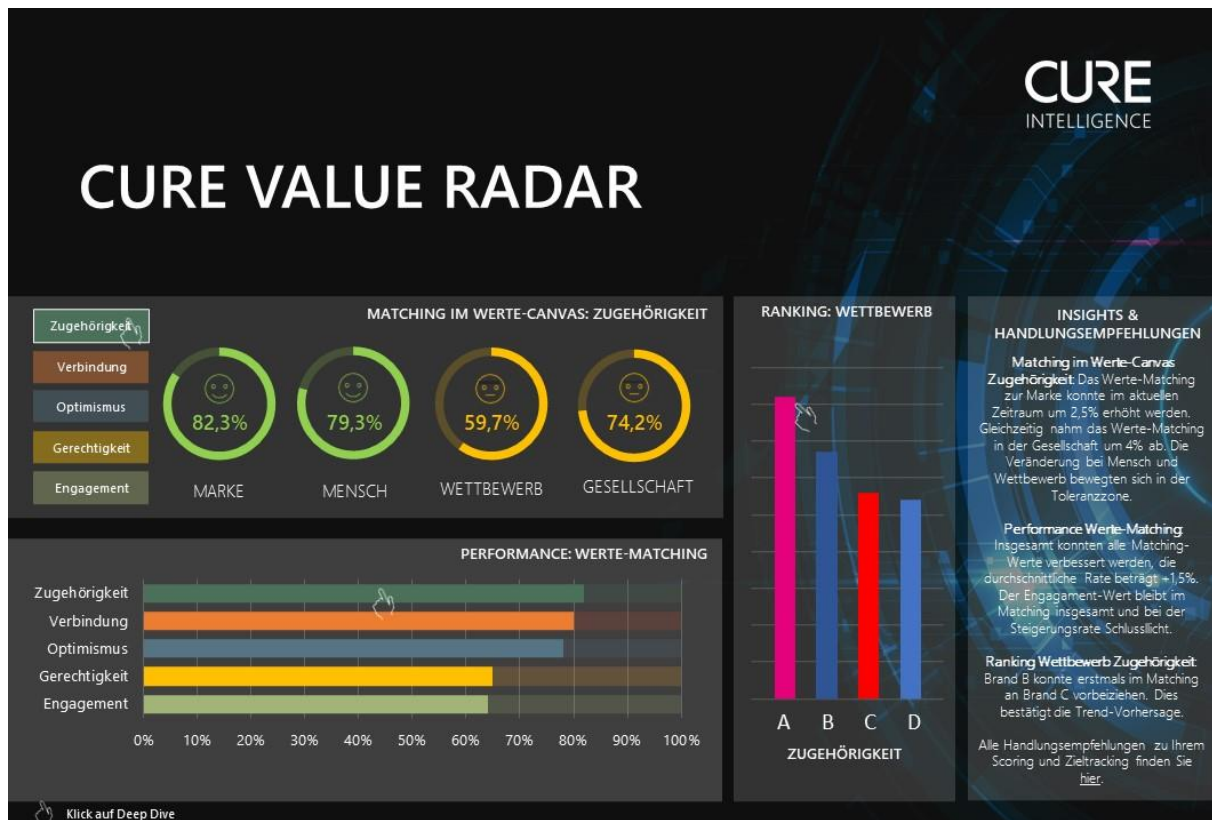 CURE
INTELLIGENCE
CURE VALUE RADAR
MATCHING IM WERTE-CANVAS: ZUGEHÖRIGKEIT
Zugehörigkeit
Verbindung
Optimismus
Gerechtigkeit
Engagement
82,3%
79,3%
59,7%
74,2%
MARKE
MENSCH
WETTBEWERB
GESELLSCHAFT
PERFORMANCE: WERTE-MATCHING
Zugehörigkeit
Verbindung
Optimismus
Gerechtigkeit
Engagement
0% 10% 20% 30% 40% 50% 60% 70% 80% 90% 100%
Klick auf Deep Dive
RANKING: WETTBEWERB
A B C D
ZUGEHÖRIGKEIT
INSIGHTS &
HANDLUNGSEMPFEHLUNGEN
Matching im Werte-Canvas
Zugehörigkeit: Das Werte-Matching
zur Marke konnte im aktuellen
Zeitraum um 2,5% erhöht werden.
Gleichzeitig nahm das Werte-Matching
in der Gesellschaft um 4% ab. Die
Veränderung bei Mensch und
Wettbewerb bewegten sich in der
Toleranzzone.
Performance Werte-Matching:
Insgesamt konnten alle Matching-
Werte verbessert werden, die
durchschnittliche Rate beträgt +1,5%.
Der Engagament-Wert bleibt im
Matching insgesamt und bei der
Steigerungsrate Schlusslicht.
Ranking Wettbewerb Zugehörigkeit:
Brand B konnte erstmals im Matching
an Brand C vorbeiziehen. Dies
bestätigt die Trend-Vorhersage.
Alle Handlungsempfehlungen zu Ihrem
Scoring und Zieltracking finden Sie
hier.